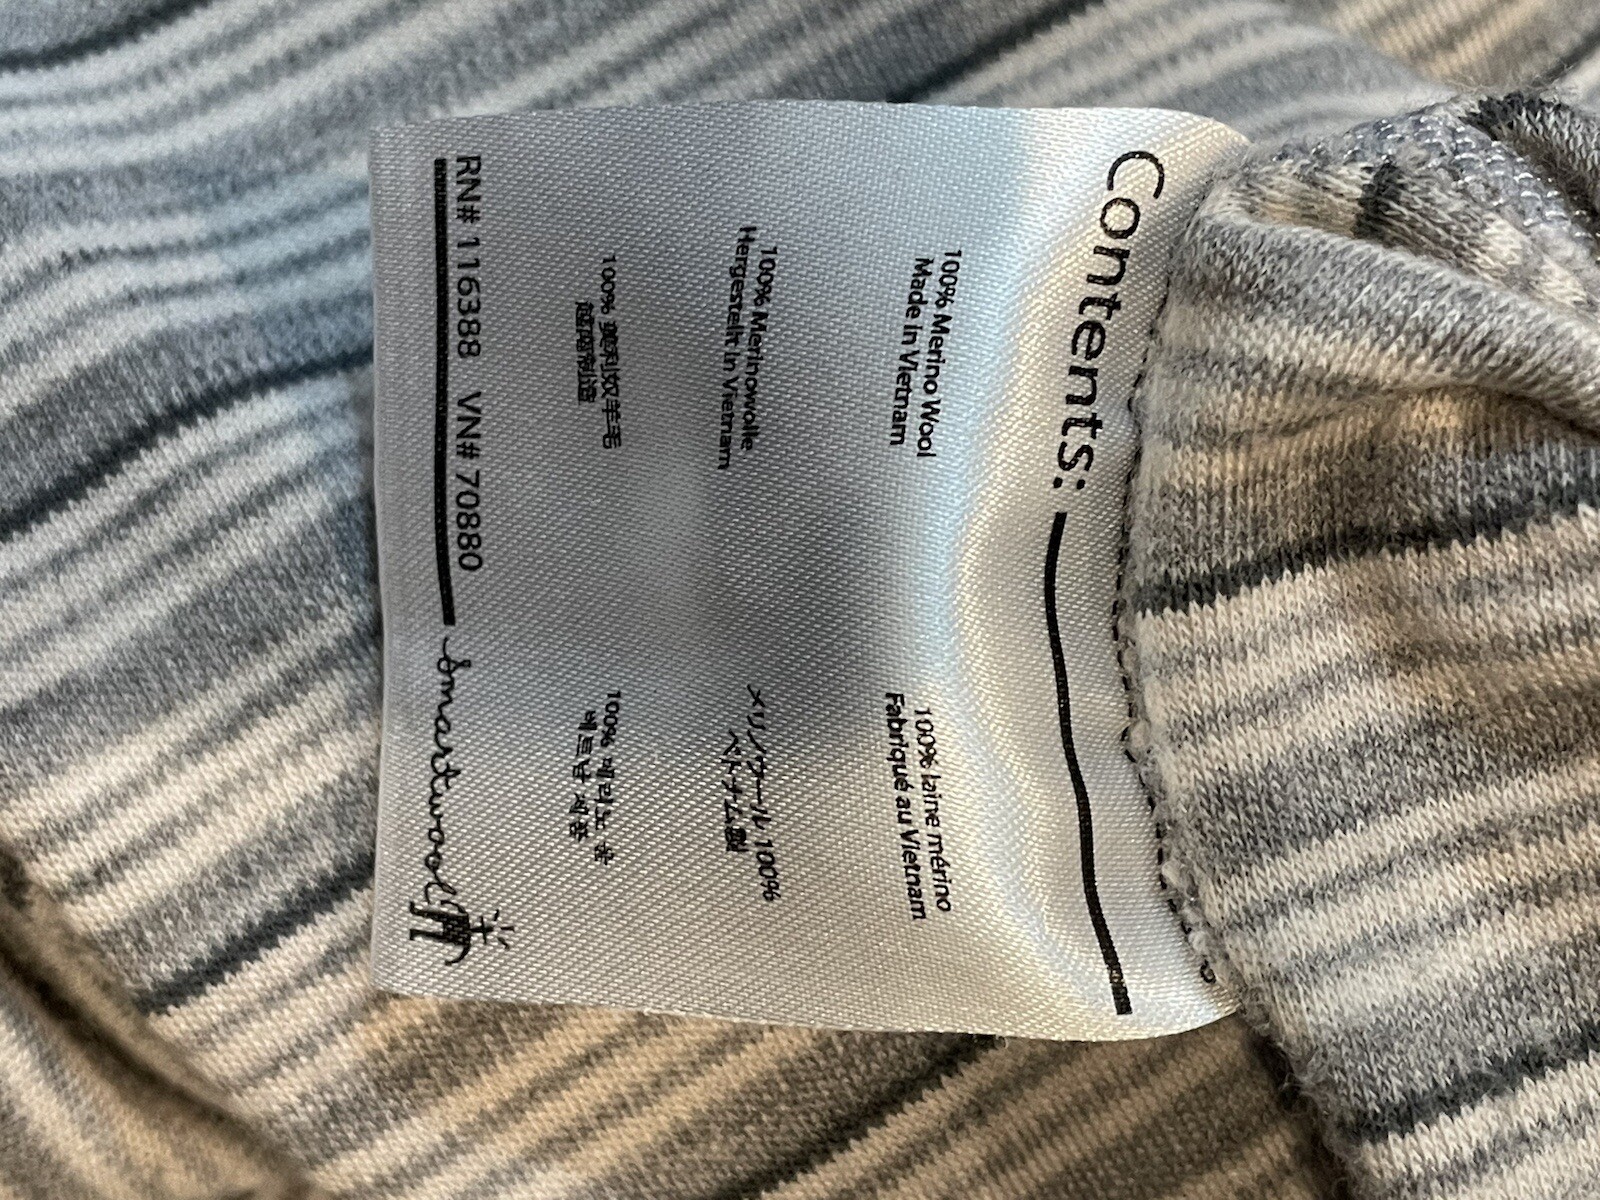 Contents:
100% Merino Wool
Made in Vietnam
100% laine mérino
Fabriqué au Vietnam
100% Merinowolle
Hergestellt in Vietnam
メリノウール 100%
ベトナム製
100% 美利奴羊毛
越南制造
100% 메리노 울
베트남 제품
RN# 116388 VN# 70880
Smartwool